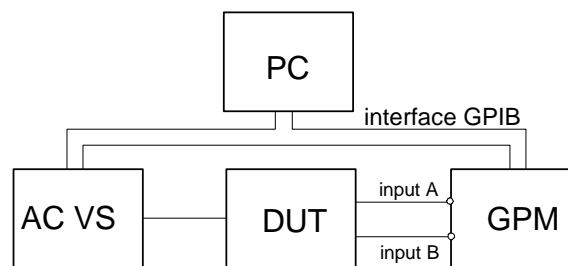 PC
interface GPIB
AC VS
DUT
input A
input B
GPM